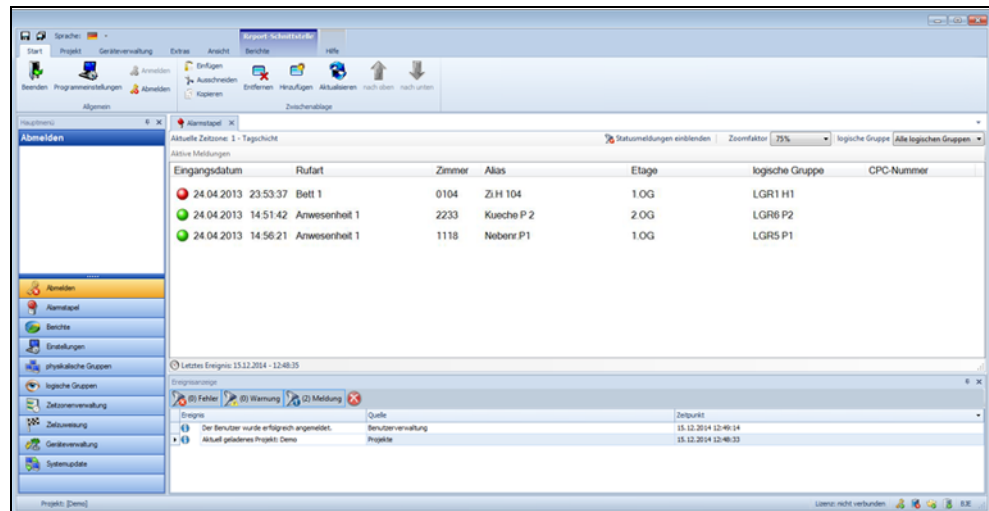 Sprache:
Report-Schnittstelle
Start Projekt Geräteverwaltung Extras Ansicht Berichte Hilfe
Beenden Programmeinstellungen Anmelden Abmelden
Einfügen
Ausschneiden
Kopieren
Entfernen Hinzufügen Aktualisieren nach oben nach unten
Allgemein Zwischenablage
Hauptmenü
Alarmstapel
Abmelden
Aktuelle Zeitzone: 1 - Tagschicht Statusmeldungen einblenden Zoomfaktor 75% logische Gruppe Alle logischen Gruppen
Aktive Meldungen
Eingangsdatum Rufart Zimmer Alias Etage logische Gruppe CPC-Nummer
24.04.2013 23:53:37 Bett 1 0104 Zi.H 104 1.OG LGR1 H1
24.04.2013 14:51:42 Anwesenheit 1 2233 Kueche P 2 2.OG LGR6 P2
24.04.2013 14:56:21 Anwesenheit 1 1118 Nebenr.P1 1.OG LGR5 P1
Abmelden
Alarmstapel
Berichte
Einstellungen
physikalische Gruppen
logische Gruppen
Zeitzonenverwaltung
Zielzuweisung
Geräteverwaltung
Systemupdate
Letztes Ereignis: 15.12.2014 - 12:48:35
Ereignisanzeige
(0) Fehler (0) Warnung (2) Meldung
Ereignis Quelle Zeitpunkt
Der Benutzer wurde erfolgreich angemeldet. Benutzerverwaltung 15.12.2014 12:49:14
Aktuell geladenes Projekt: Demo Projekte 15.12.2014 12:48:33
Projekt: [Demo] Lizenz: nicht verbunden